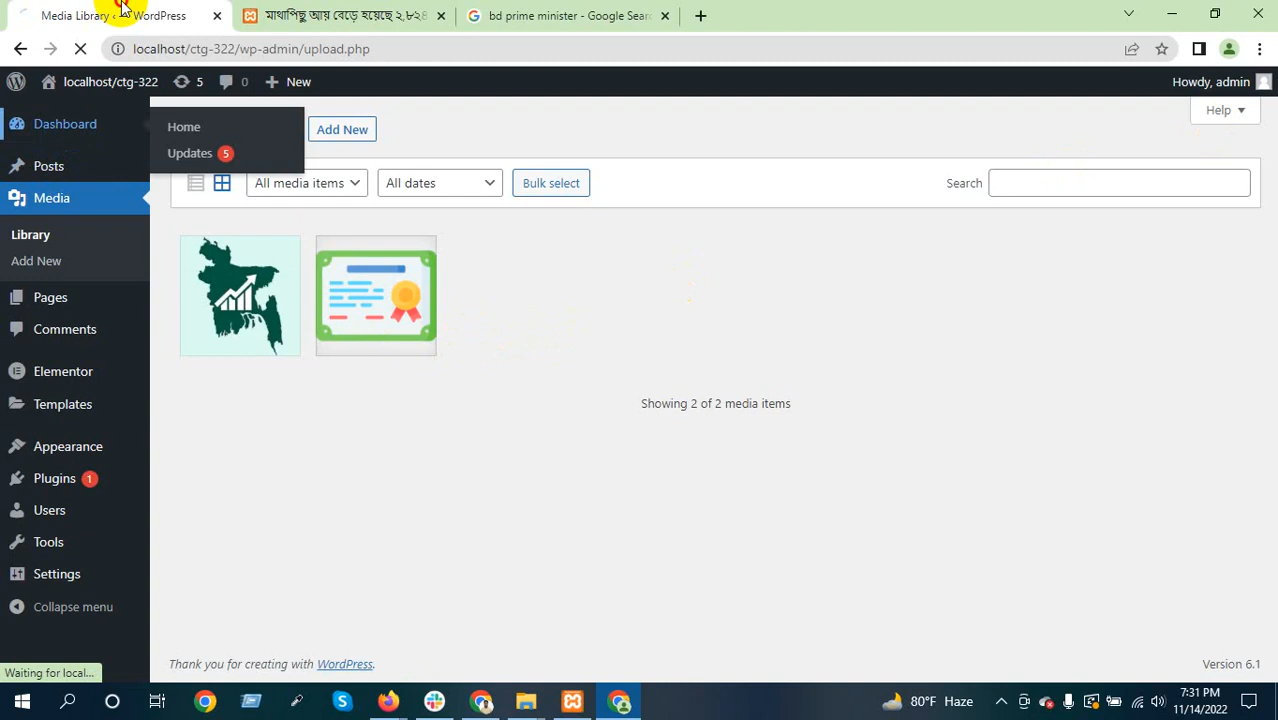 Media Library ‹ WordPress
মাথাপিছু আয় বেড়ে হয়েছে ২,৮২৪
bd prime minister - Google Sear
localhost/ctg-322/wp-admin/upload.php
localhost/ctg-322 5 0 New
Howdy, admin
Dashboard
Home
Updates 5
Add New
Help
Posts
Media
All media items
All dates
Bulk select
Search
Library
Add New
Pages
Comments
Elementor
Templates
Showing 2 of 2 media items
Appearance
Plugins 1
Users
Tools
Settings
Collapse menu
Thank you for creating with WordPress.
Version 6.1
Waiting for local...
80°F Haze
7:31 PM
11/14/2022